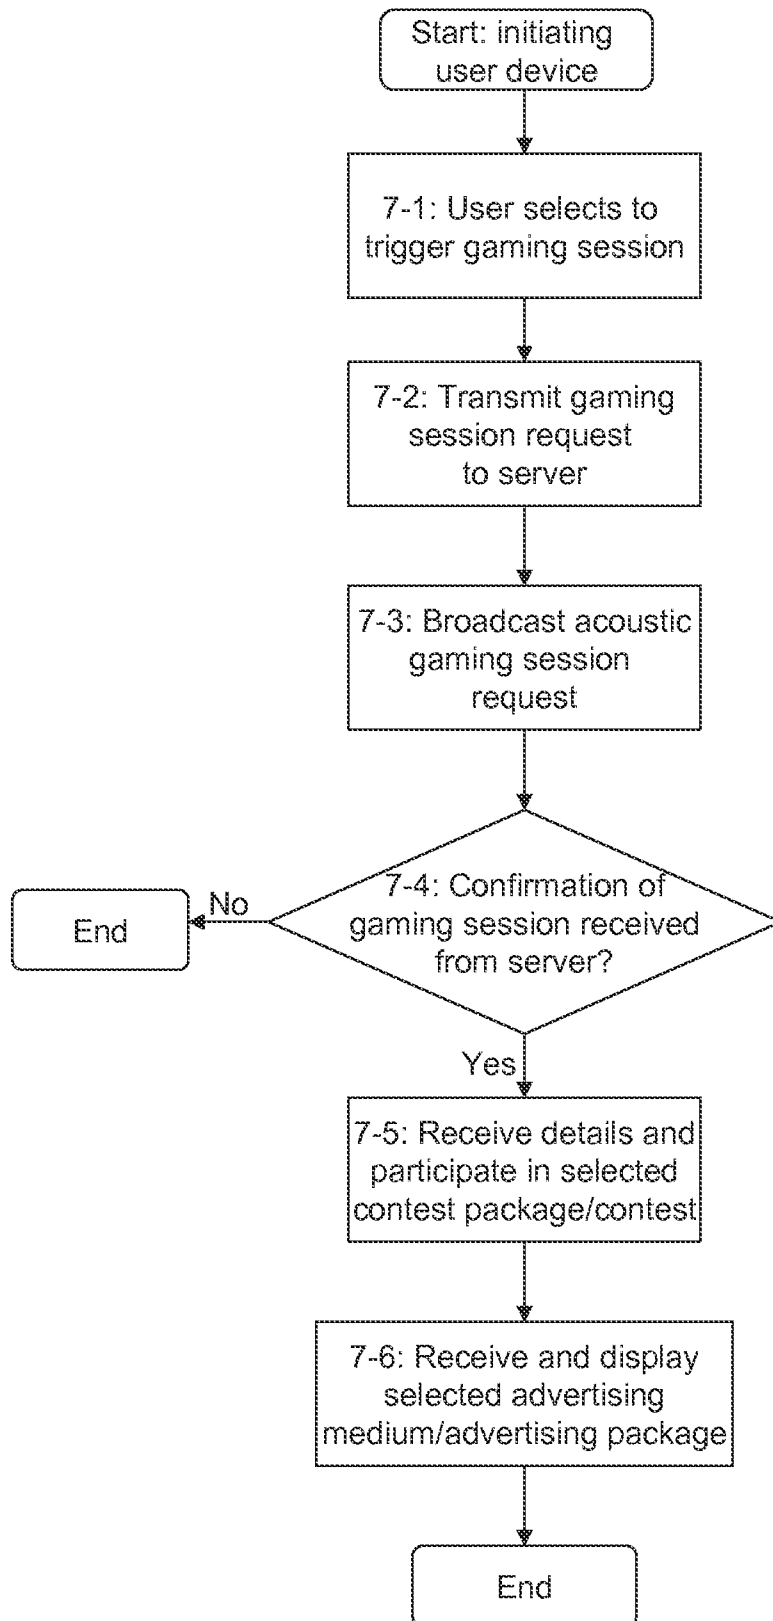 Start: initiating
user device
7-1: User selects to
trigger gaming session
7-2: Transmit gaming
session request
to server
7-3: Broadcast acoustic
gaming session
request
7-4: Confirmation of
gaming session received
from server?
No
End
Yes
7-5: Receive details and
participate in selected
contest package/contest
7-6: Receive and display
selected advertising
medium/advertising package
End